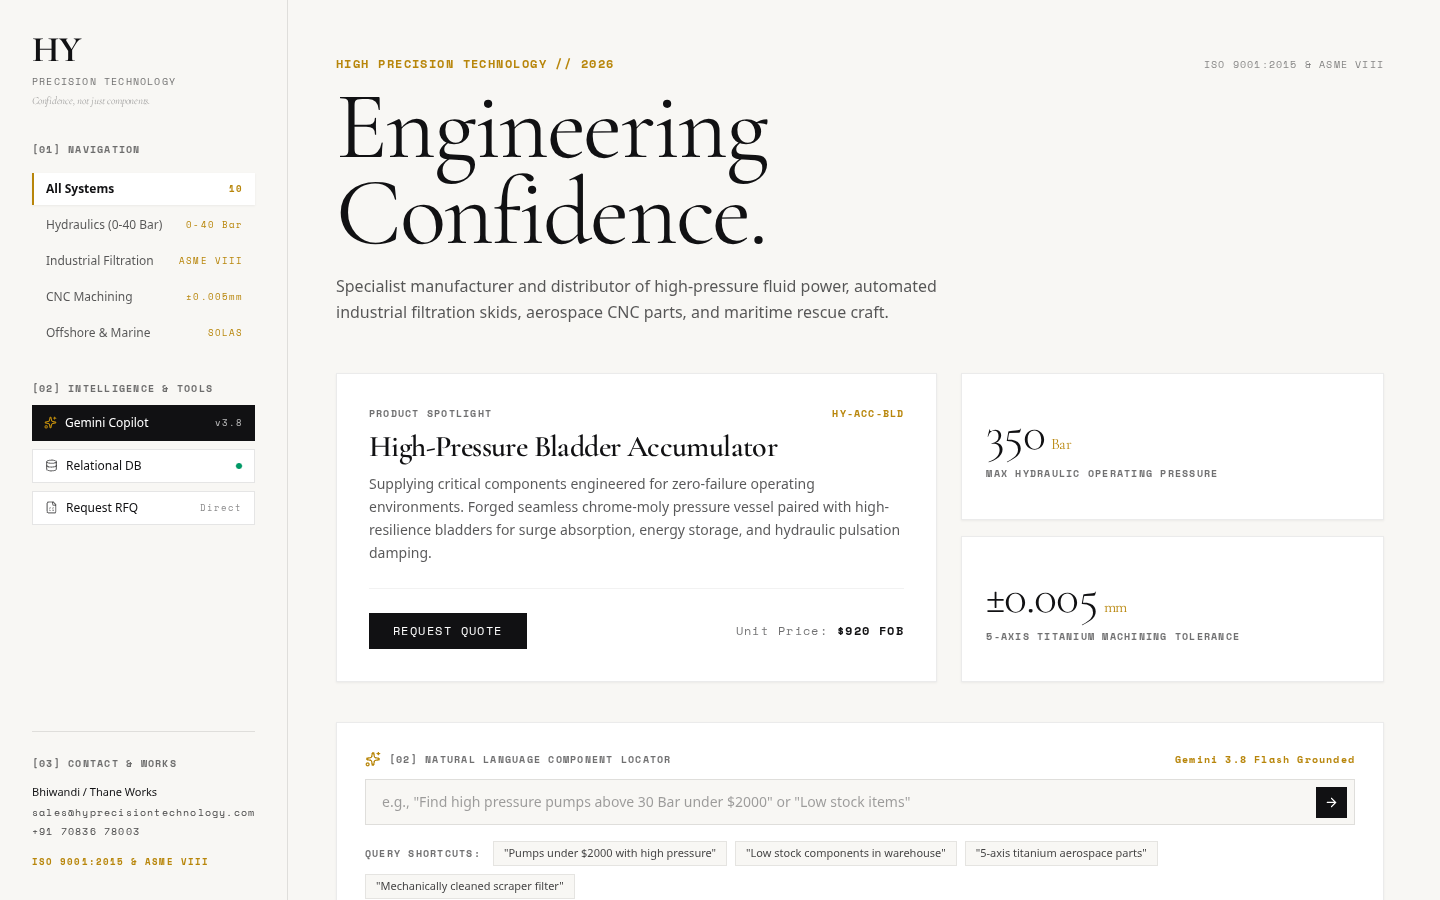 HY
PRECISION TECHNOLOGY
Confidence, not just components.
[01] NAVIGATION
All Systems 10
Hydraulics (0-40 Bar) 0-40 Bar
Industrial Filtration ASME VIII
CNC Machining ±0.005mm
Offshore & Marine SOLAS
[02] INTELLIGENCE & TOOLS
Gemini Copilot v3.8
Relational DB
Request RFQ Direct
[03] CONTACT & WORKS
Bhiwandi / Thane Works
sales@hyprecisiontechnology.com
+91 70836 78003
ISO 9001:2015 & ASME VIII
HIGH PRECISION TECHNOLOGY // 2026
ISO 9001:2015 & ASME VIII
Engineering
Confidence.
Specialist manufacturer and distributor of high-pressure fluid power, automated
industrial filtration skids, aerospace CNC parts, and maritime rescue craft.
PRODUCT SPOTLIGHT HY-ACC-BLD
High-Pressure Bladder Accumulator
Supplying critical components engineered for zero-failure operating
environments. Forged seamless chrome-moly pressure vessel paired with high-
resilience bladders for surge absorption, energy storage, and hydraulic pulsation
damping.
REQUEST QUOTE Unit Price: $920 FOB
350 Bar
MAX HYDRAULIC OPERATING PRESSURE
±0.005 mm
5-AXIS TITANIUM MACHINING TOLERANCE
[02] NATURAL LANGUAGE COMPONENT LOCATOR Gemini 3.8 Flash Grounded
e.g., "Find high pressure pumps above 30 Bar under $2000" or "Low stock items"
QUERY SHORTCUTS: "Pumps under $2000 with high pressure" "Low stock components in warehouse" "5-axis titanium aerospace parts"
"Mechanically cleaned scraper filter"